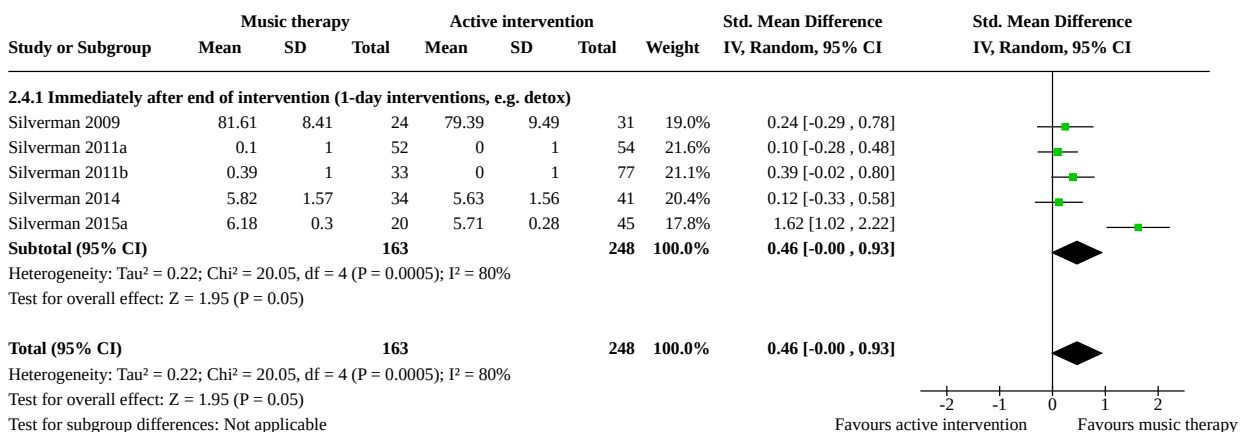 Music therapy Active intervention Std. Mean Difference Std. Mean Difference
Study or Subgroup Mean SD Total Mean SD Total Weight IV, Random, 95% CI IV, Random, 95% CI
2.4.1 Immediately after end of intervention (1-day interventions, e.g. detox)
Silverman 2009 81.61 8.41 24 79.39 9.49 31 19.0% 0.24 [-0.29 , 0.78]
Silverman 2011a 0.1 1 52 0 1 54 21.6% 0.10 [-0.28 , 0.48]
Silverman 2011b 0.39 1 33 0 1 77 21.1% 0.39 [-0.02 , 0.80]
Silverman 2014 5.82 1.57 34 5.63 1.56 41 20.4% 0.12 [-0.33 , 0.58]
Silverman 2015a 6.18 0.3 20 5.71 0.28 45 17.8% 1.62 [1.02 , 2.22]
Subtotal (95% CI) 163 248 100.0% 0.46 [-0.00 , 0.93]
Heterogeneity: Tau² = 0.22; Chi² = 20.05, df = 4 (P = 0.0005); I² = 80%
Test for overall effect: Z = 1.95 (P = 0.05)
Total (95% CI) 163 248 100.0% 0.46 [-0.00 , 0.93]
Heterogeneity: Tau² = 0.22; Chi² = 20.05, df = 4 (P = 0.0005); I² = 80%
Test for overall effect: Z = 1.95 (P = 0.05) -2 -1 0 1 2
Test for subgroup differences: Not applicable Favours active intervention Favours music therapy